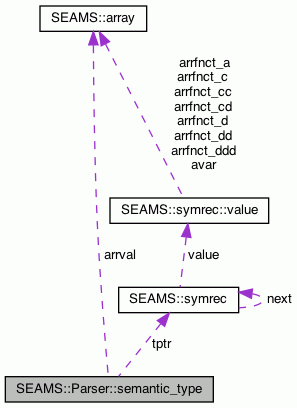 SEAMS::array
arrfnct_a
arrfnct_c
arrfnct_cc
arrfnct_cd
arrfnct_d
arrfnct_dd
arrfnct_ddd
avar
SEAMS::symrec::value
arrval
value
SEAMS::symrec
next
tptr
SEAMS::Parser::semantic_type